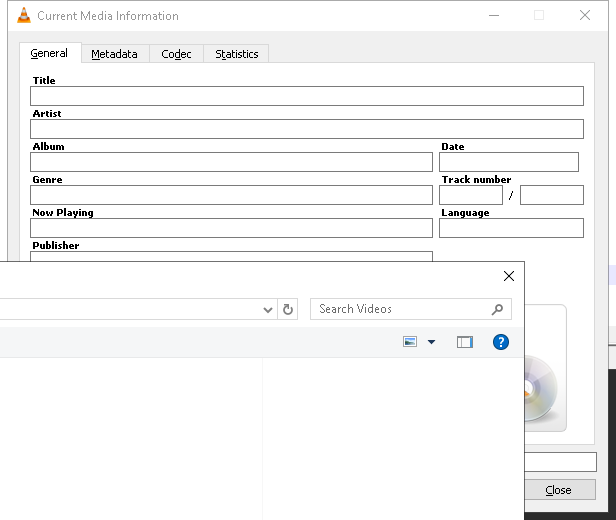 Current Media Information
General Metadata Codec Statistics
Title
Artist
Album Date
Genre Track number
/
Now Playing Language
Publisher
Search Videos
?
Close